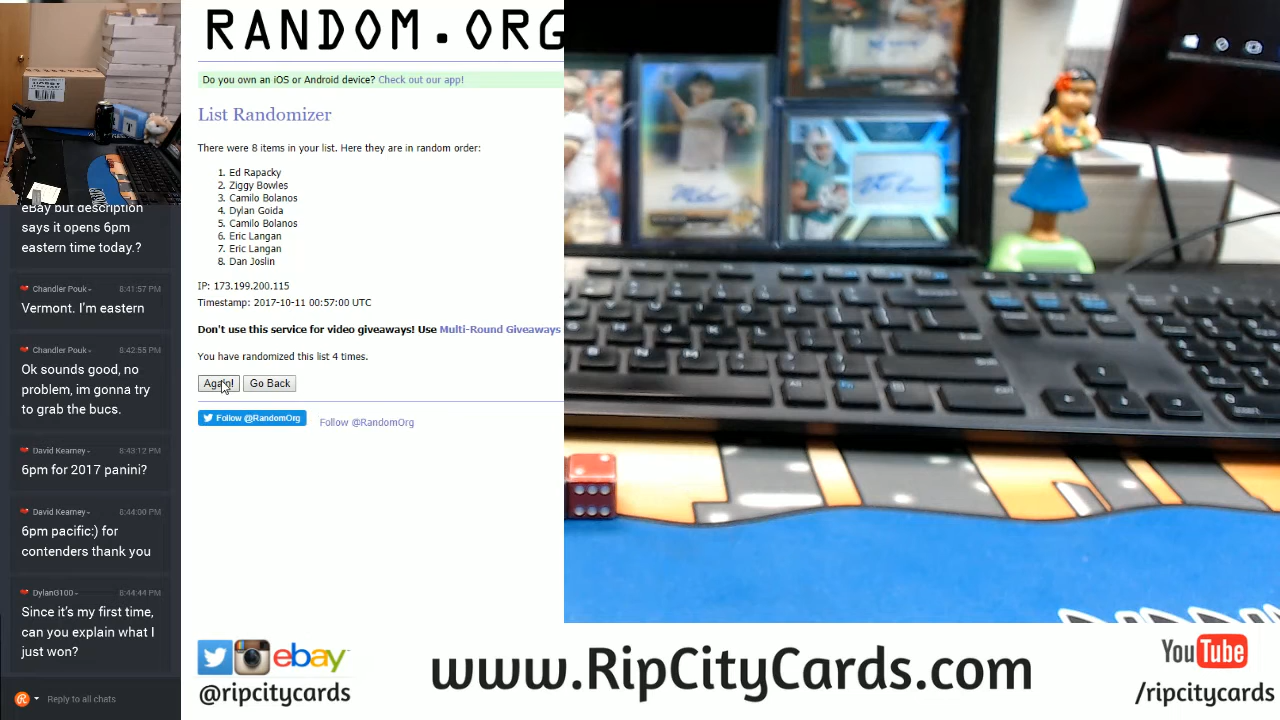 eBay but description
says it opens 6pm
eastern time today.?
Chandler Pouk 8:41:57 PM
Vermont. I'm eastern
Chandler Pouk 8:42:55 PM
Ok sounds good, no
problem, im gonna try
to grab the bucs.
David Kearney 8:43:12 PM
6pm for 2017 panini?
David Kearney 8:44:00 PM
6pm pacific:) for
contenders thank you
DylanG100 8:44:44 PM
Since it's my first time,
can you explain what I
just won?
Reply to all chats
RANDOM.ORG
Do you own an iOS or Android device? Check out our app!
List Randomizer
There were 8 items in your list. Here they are in random order:
1. Ed Rapacky
2. Ziggy Bowles
3. Camilo Bolanos
4. Dylan Goida
5. Camilo Bolanos
6. Eric Langan
7. Eric Langan
8. Dan Joslin
IP: 173.199.200.115
Timestamp: 2017-10-11 00:57:00 UTC
Don't use this service for video giveaways! Use Multi-Round Giveaways
You have randomized this list 4 times.
Again! Go Back
Follow @RandomOrg Follow @RandomOrg
ebay
@ripcitycards
www.RipCityCards.com
YouTube
/ripcitycards